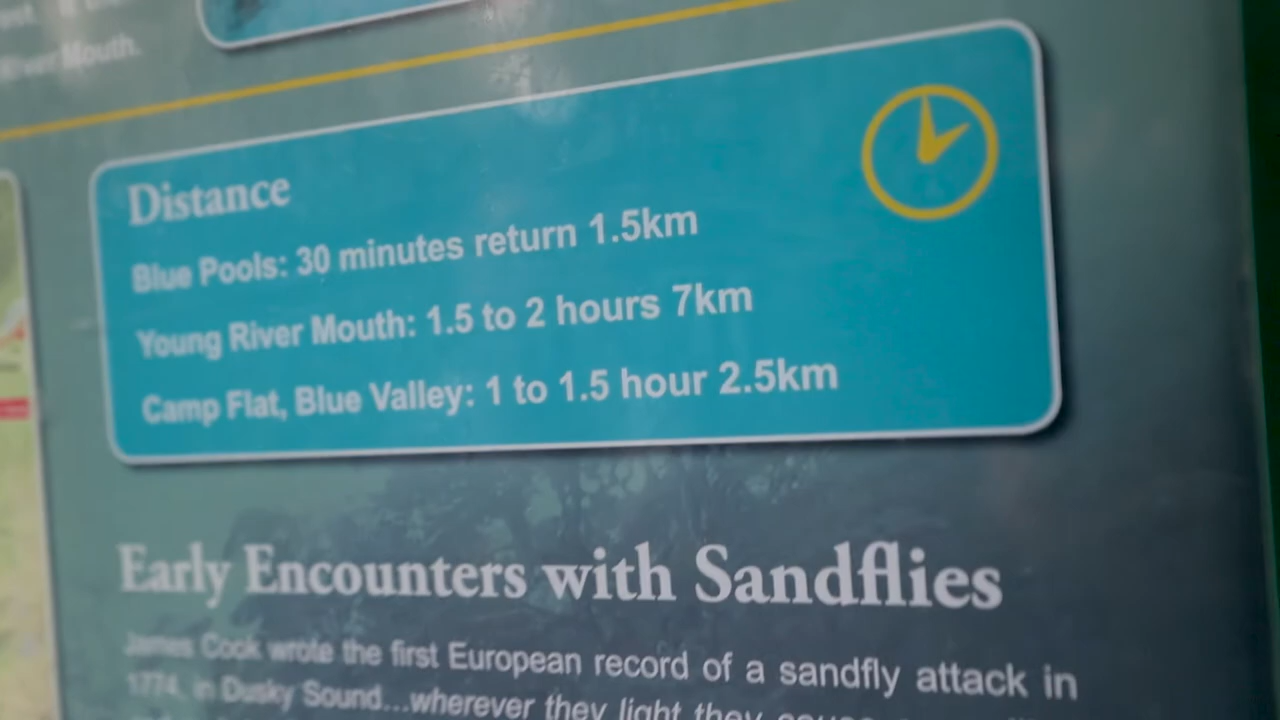 River Mouth.
Distance
Blue Pools: 30 minutes return 1.5km
Young River Mouth: 1.5 to 2 hours 7km
Camp Flat, Blue Valley: 1 to 1.5 hour 2.5km
Early Encounters with Sandflies
James Cook wrote the first European record of a sandfly attack in
1774, in Dusky Sound...wherever they light they